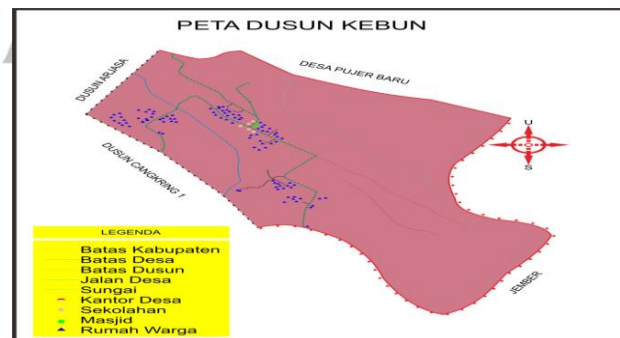 PETA DUSUN KEBUN
DESA PUJER BARU
DUSUN ARJASA
U
S
DUSUN CANGKRING 1
JEMBER
LEGENDA
Batas Kabupaten
Batas Desa
Batas Dusun
Jalan Desa
Sungai
Kantor Desa
Sekolahan
Masjid
Rumah Warga